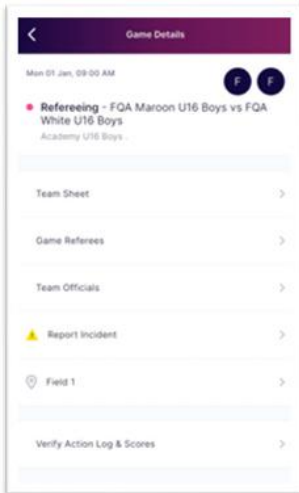 Game Details
Mon 01 Jan, 09:00 AM
F F
Refereeing - FQA Maroon U16 Boys vs FQA
White U16 Boys
Academy U16 Boys .
Team Sheet
Game Referees
Team Officials
Report Incident
Field 1
Verify Action Log & Scores